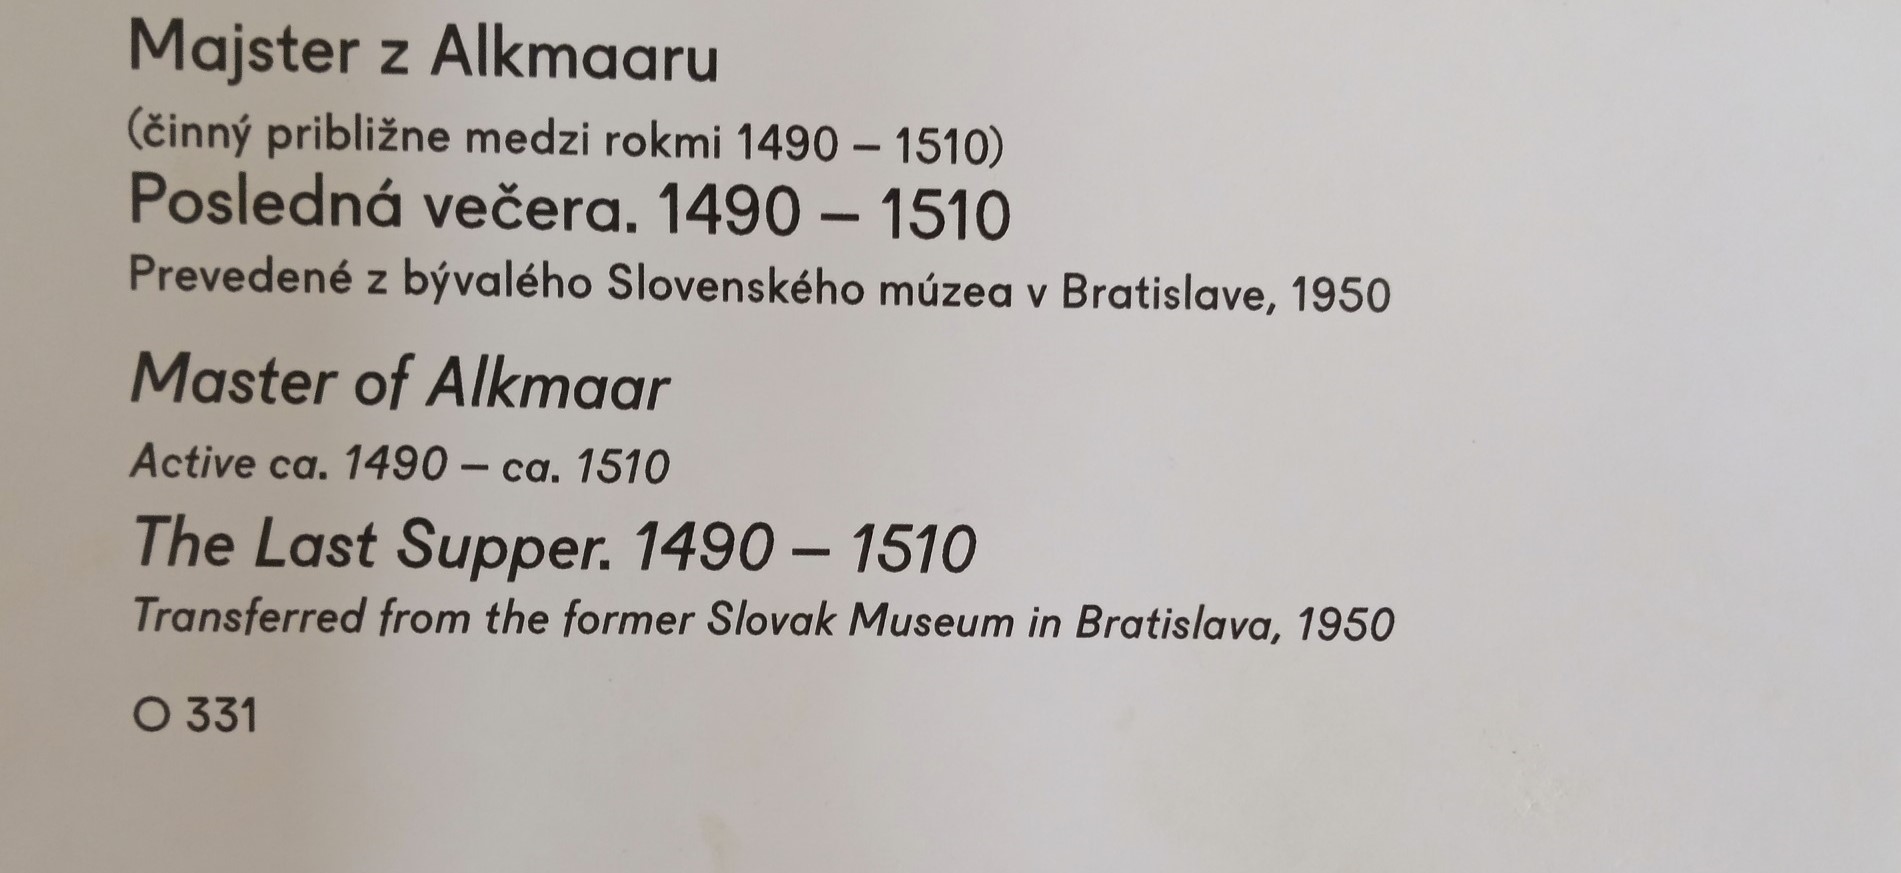 Majster z Alkmaaru
(činný približne medzi rokmi 1490 – 1510)
Posledná večera. 1490 – 1510
Prevedené z bývalého Slovenského múzea v Bratislave, 1950
Master of Alkmaar
Active ca. 1490 – ca. 1510
The Last Supper. 1490 – 1510
Transferred from the former Slovak Museum in Bratislava, 1950
O 331